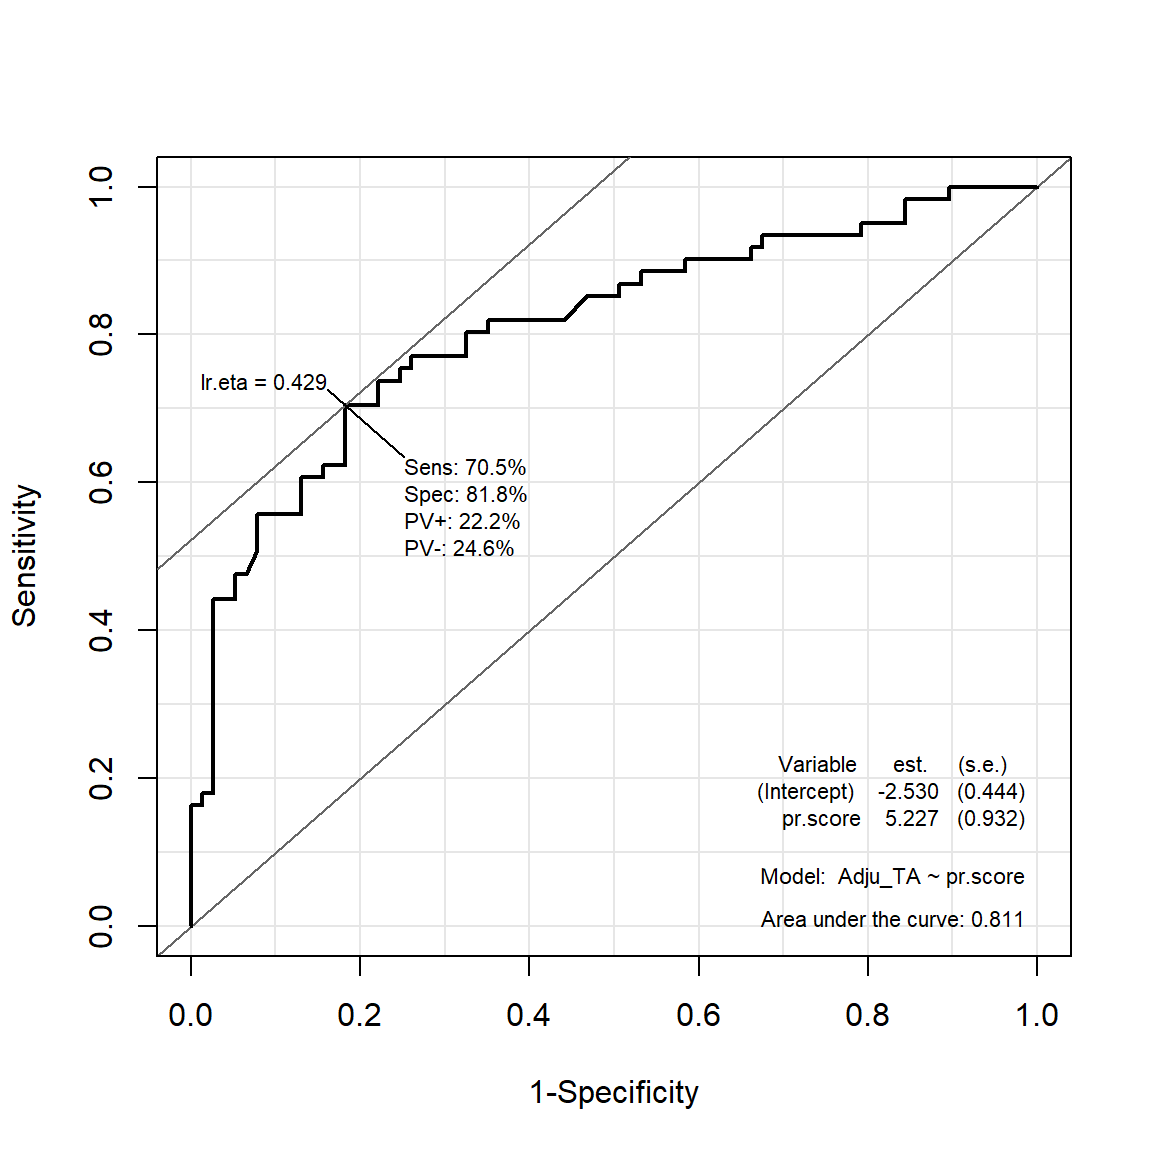 lr.eta = 0.429
Sens: 70.5%
Spec: 81.8%
PV+: 22.2%
PV-: 24.6%
Variable est. (s.e.)
(Intercept) -2.530 (0.444)
pr.score 5.227 (0.932)
Model: Adju_TA ~ pr.score
Area under the curve: 0.811
Sensitivity
1.0
0.8
0.6
0.4
0.2
0.0
0.0 0.2 0.4 0.6 0.8 1.0
1-Specificity